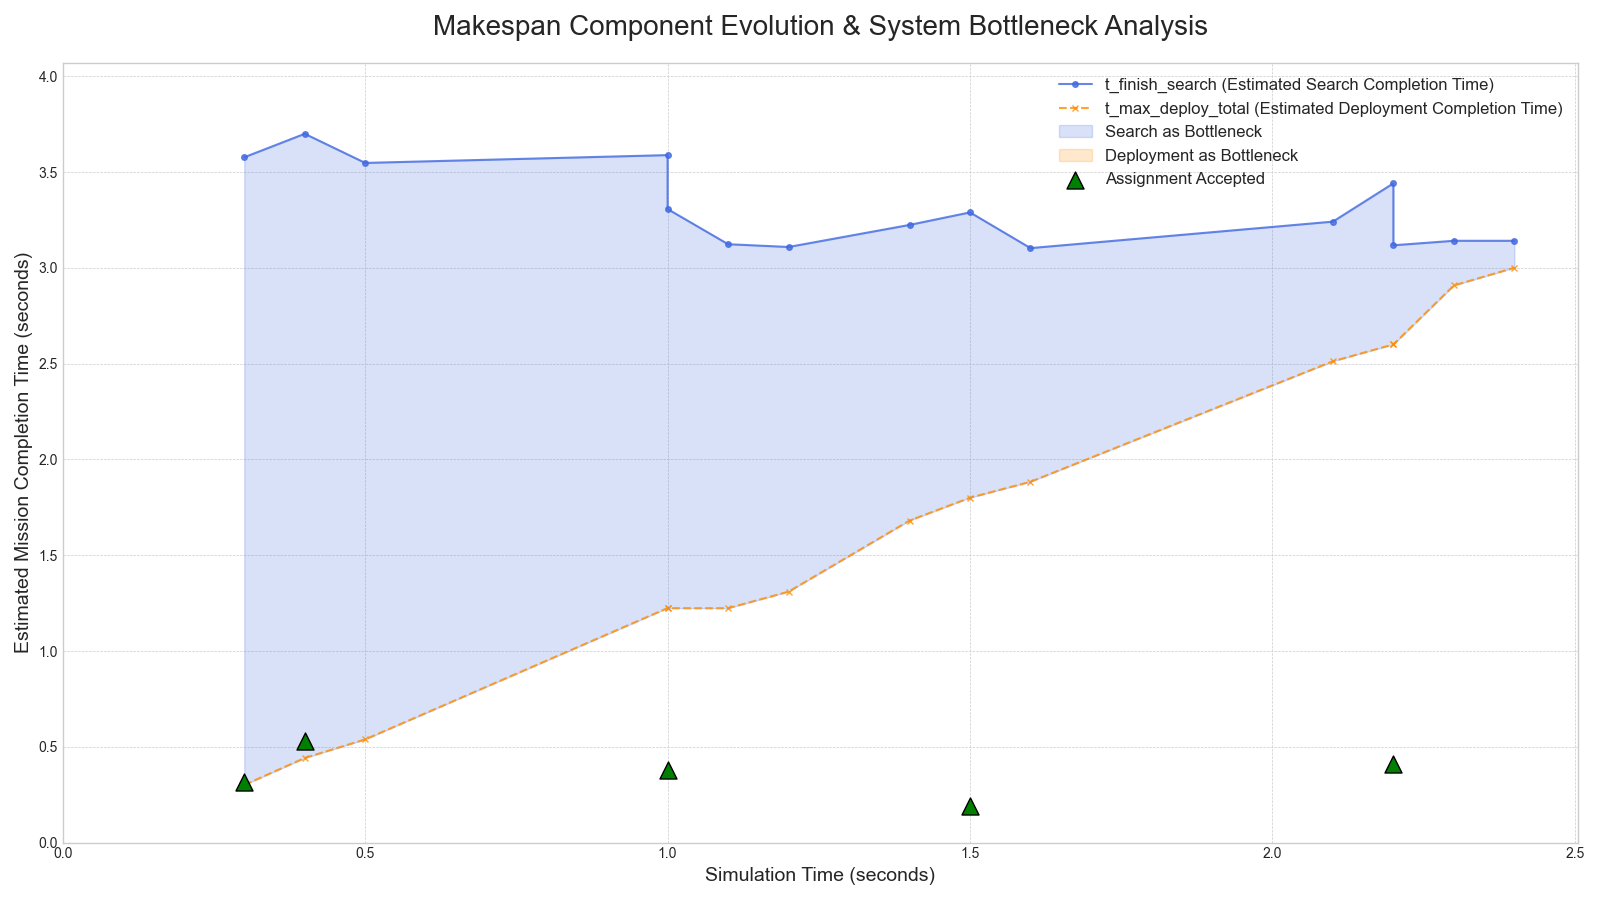 Makespan Component Evolution & System Bottleneck Analysis
t_finish_search (Estimated Search Completion Time)
t_max_deploy_total (Estimated Deployment Completion Time)
Search as Bottleneck
Deployment as Bottleneck
Assignment Accepted
Estimated Mission Completion Time (seconds)
4.0
3.5
3.0
2.5
2.0
1.5
1.0
0.5
0.0
0.0 0.5 1.0 1.5 2.0 2.5
Simulation Time (seconds)